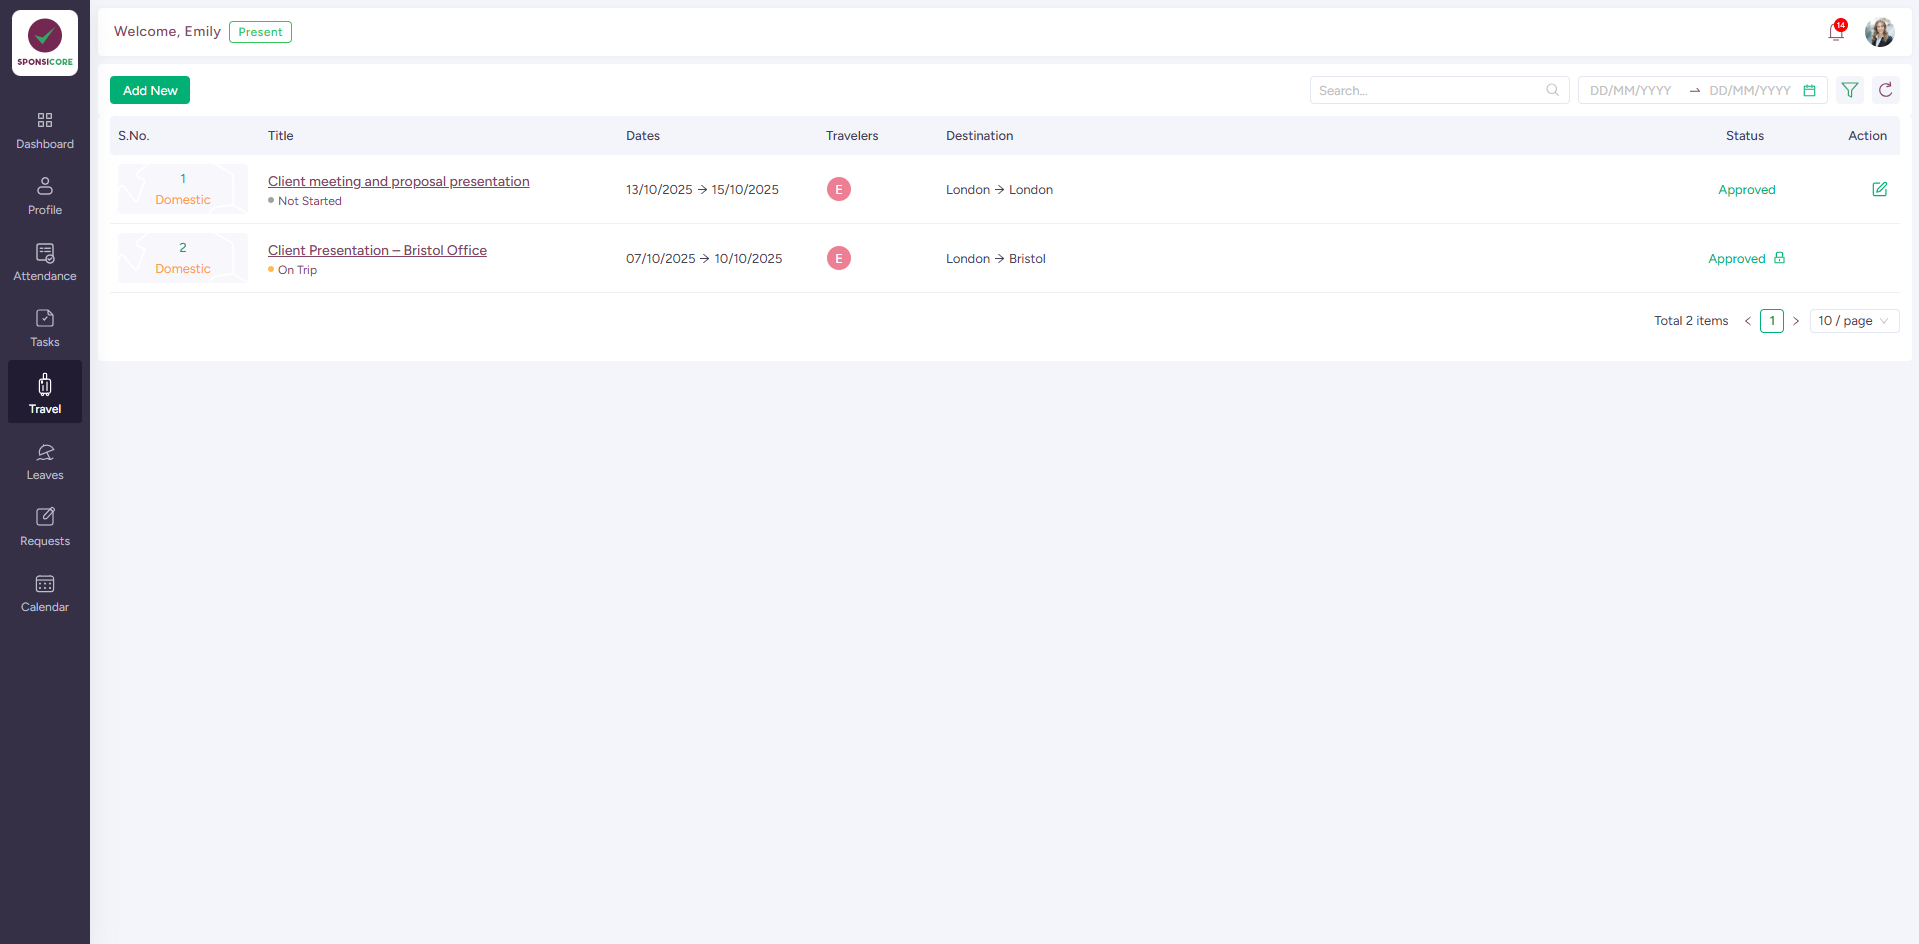 SPONSICORE
Welcome, Emily
Present
14
Dashboard
Profile
Attendance
Tasks
Travel
Leaves
Requests
Calendar
Add New
Search...
DD/MM/YYYY → DD/MM/YYYY
S.No. Title Dates Travelers Destination Status Action
1
Domestic
Client meeting and proposal presentation
Not Started
13/10/2025 → 15/10/2025
E
London → London
Approved
2
Domestic
Client Presentation – Bristol Office
On Trip
07/10/2025 → 10/10/2025
E
London → Bristol
Approved
Total 2 items < 1 > 10 / page